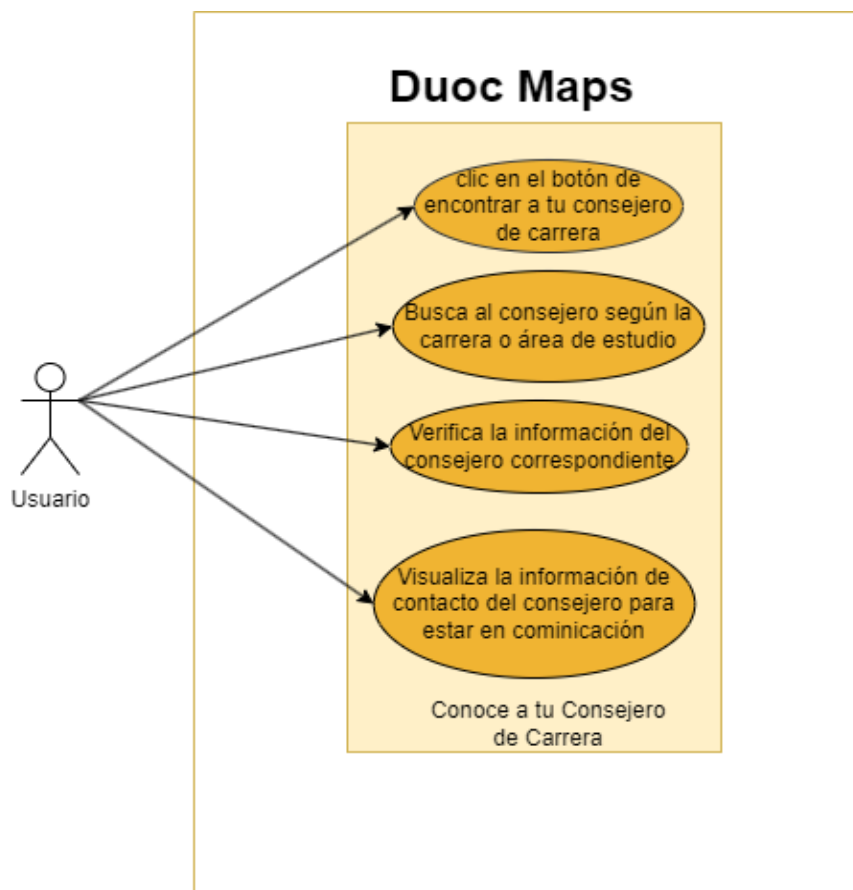 Duoc Maps
clic en el botón de
encontrar a tu consejero
de carrera
Busca al consejero según la
carrera o área de estudio
Verifica la información del
consejero correspondiente
Usuario
Visualiza la información de
contacto del consejero para
estar en cominicación
Conoce a tu Consejero
de Carrera